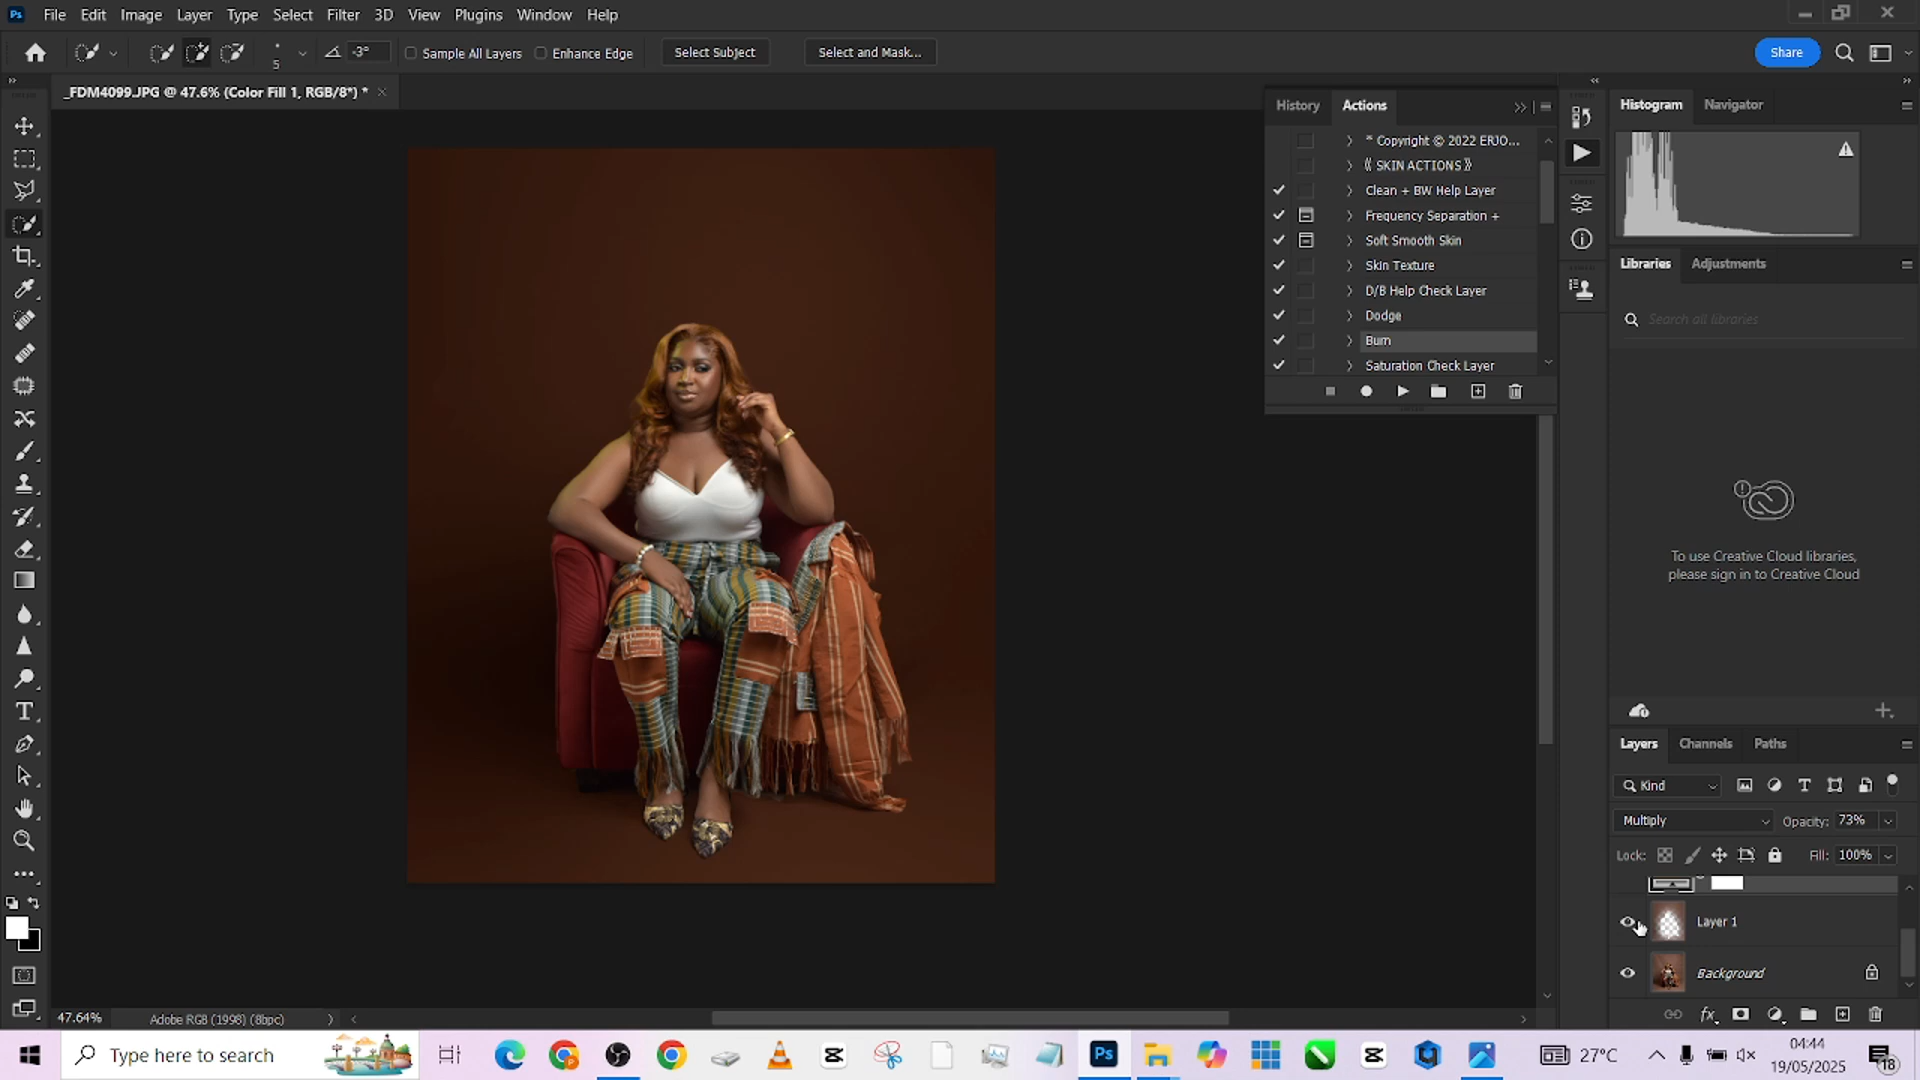 Ps File Edit Image Layer Type Select Filter 3D View Plugins Window Help
5 -3° Sample All Layers Enhance Edge Select Subject Select and Mask... Share
_FDM4099.JPG @ 47.6% (Color Fill 1, RGB/8*) *
History Actions
* Copyright © 2022 ERJO...
《 SKIN ACTIONS 》
Clean + BW Help Layer
Frequency Separation +
Soft Smooth Skin
Skin Texture
D/B Help Check Layer
Dodge
Burn
Saturation Check Layer
Histogram Navigator
Libraries Adjustments
Search all libraries
To use Creative Cloud libraries,
please sign in to Creative Cloud
Layers Channels Paths
Kind
Multiply Opacity: 73%
Lock: Fill: 100%
Layer 1
Background
fx
47.64% Adobe RGB (1998) (8bpc)
Type here to search
Ps
27°C
04:44
19/05/2025
18